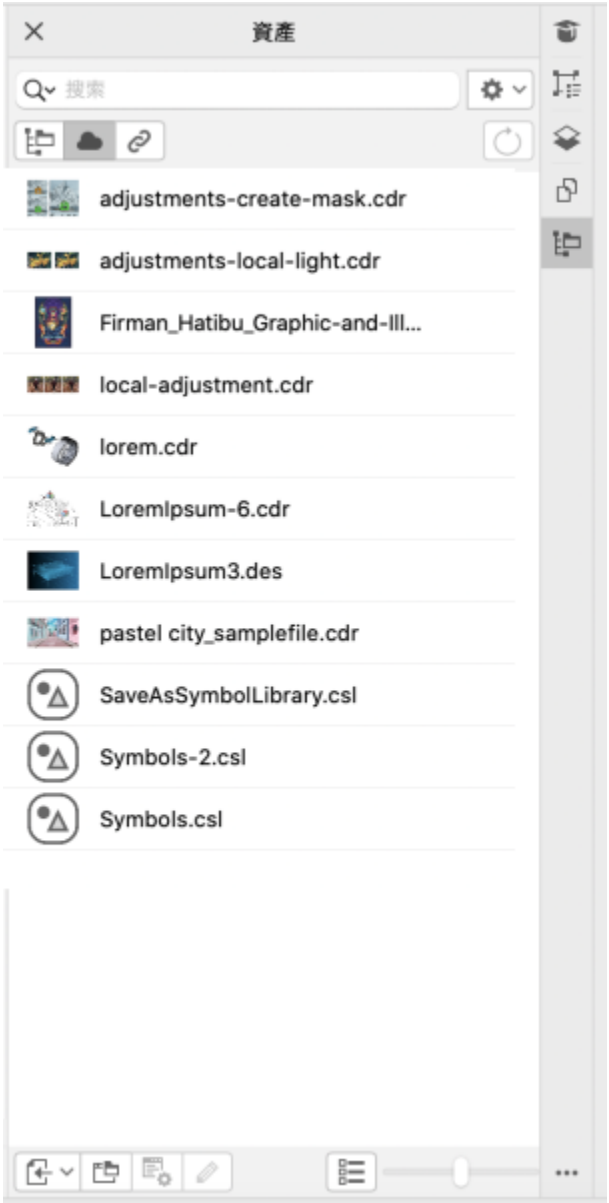 資產
搜索
adjustments-create-mask.cdr
adjustments-local-light.cdr
Firman_Hatibu_Graphic-and-Ill...
local-adjustment.cdr
lorem.cdr
LoremIpsum-6.cdr
LoremIpsum3.des
pastel city_samplefile.cdr
SaveAsSymbolLibrary.csl
Symbols-2.csl
Symbols.csl